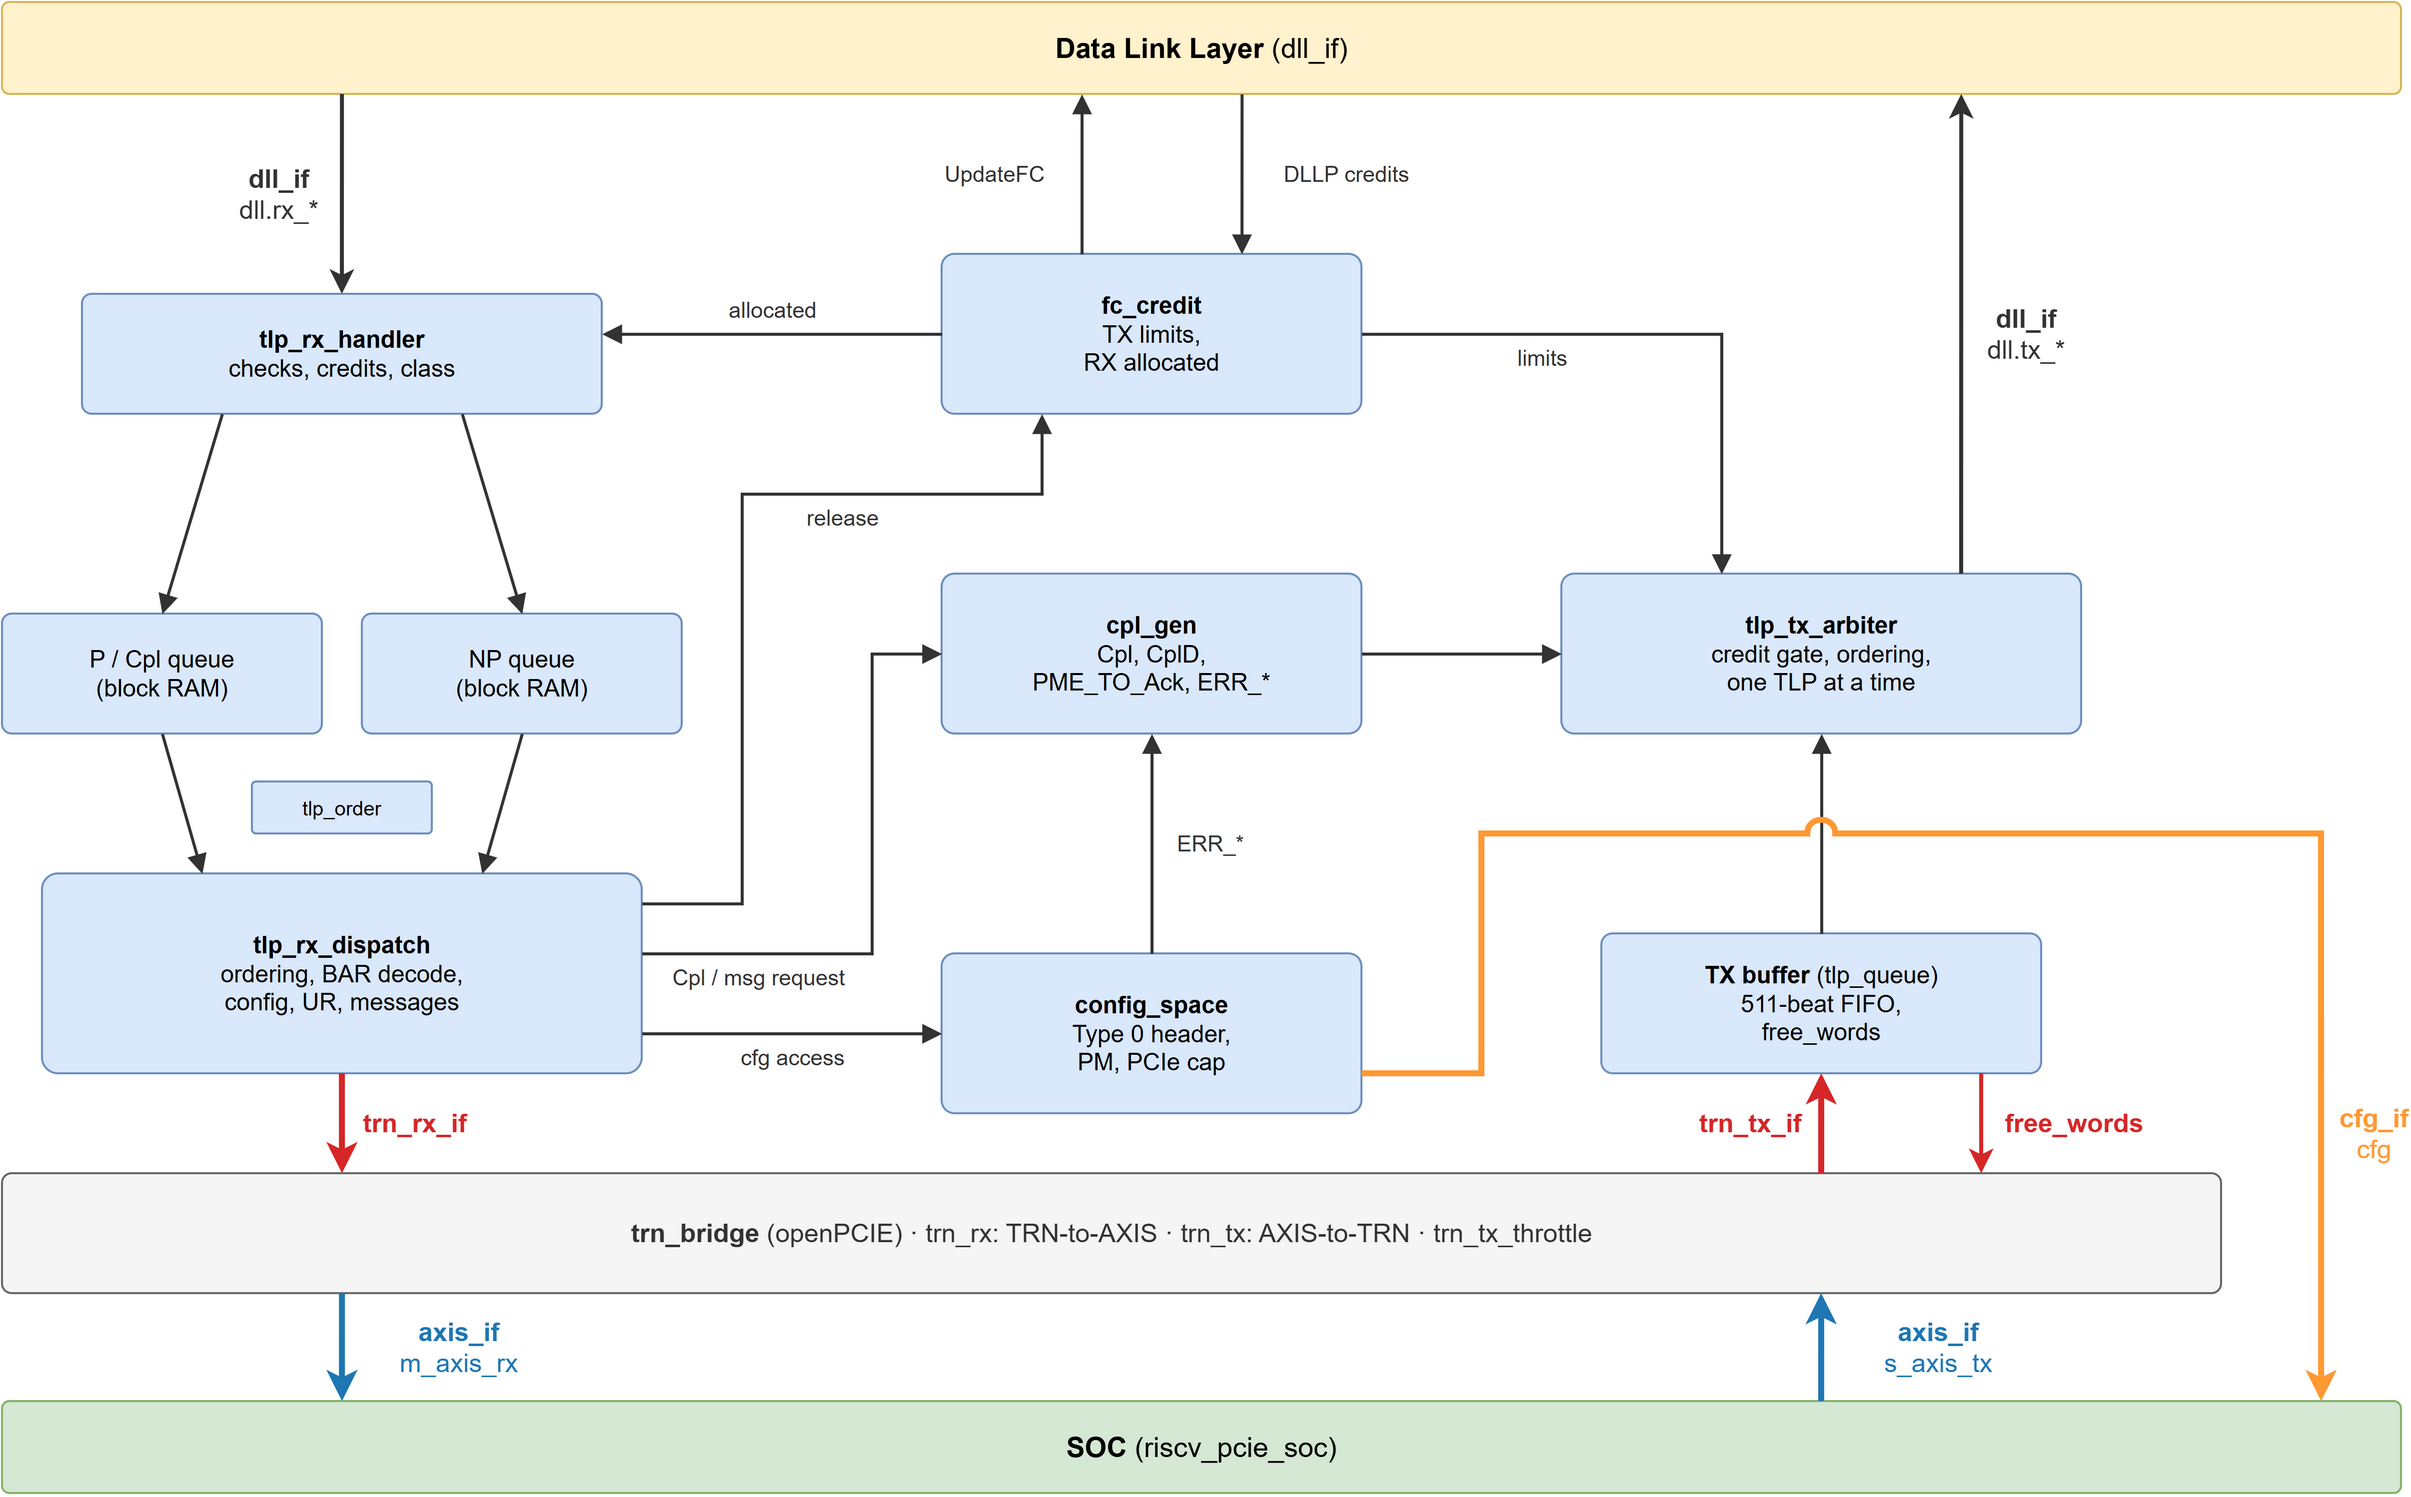 Data Link Layer (dll_if)
UpdateFC
DLLP credits
dll_if
dll.rx_*
allocated
fc_credit
TX limits,
RX allocated
limits
dll_if
dll.tx_*
tlp_rx_handler
checks, credits, class
release
P / Cpl queue
(block RAM)
NP queue
(block RAM)
cpl_gen
Cpl, CplD,
PME_TO_Ack, ERR_*
tlp_tx_arbiter
credit gate, ordering,
one TLP at a time
tlp_order
ERR_*
tlp_rx_dispatch
ordering, BAR decode,
config, UR, messages
Cpl / msg request
cfg access
config_space
Type 0 header,
PM, PCIe cap
TX buffer (tlp_queue)
511-beat FIFO,
free_words
trn_rx_if
trn_tx_if
free_words
cfg_if
cfg
trn_bridge (openPCIE) · trn_rx: TRN-to-AXIS · trn_tx: AXIS-to-TRN · trn_tx_throttle
axis_if
m_axis_rx
axis_if
s_axis_tx
SOC (riscv_pcie_soc)